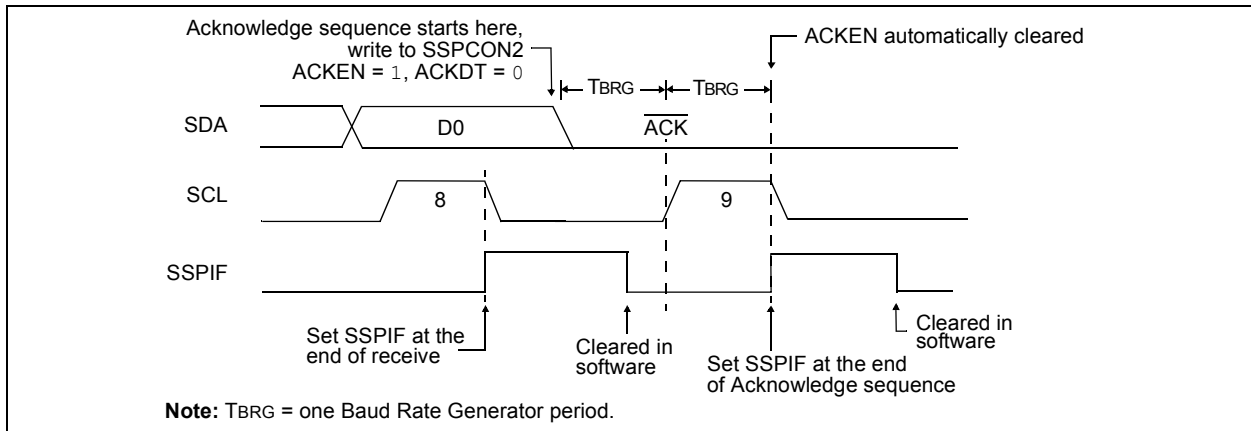 Acknowledge sequence starts here,
write to SSPCON2
ACKEN = 1, ACKDT = 0
ACKEN automatically cleared
TBRG
TBRG
SDA
D0
ACK
SCL
8
9
SSPIF
Set SSPIF at the
end of receive
Cleared in
software
Set SSPIF at the end
of Acknowledge sequence
Cleared in
software
Note: TBRG = one Baud Rate Generator period.